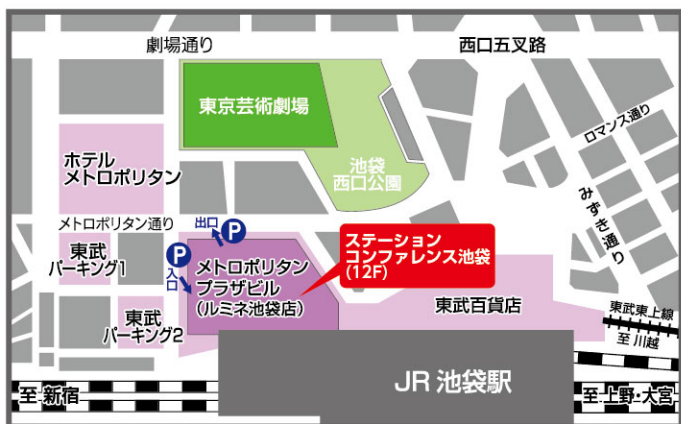 劇場通り
西口五叉路
東京芸術劇場
ロマンス通り
ホテル
メトロポリタン
池袋
西口公園
みずき通り
メトロポリタン通り
出口
P
P
入口
東武
パーキング1
メトロポリタン
プラザビル
(ルミネ池袋店)
ステーション
コンファレンス池袋
(12F)
東武百貨店
東武
パーキング2
東武東上線
至 川越
JR 池袋駅
至 新宿
至 上野・大宮